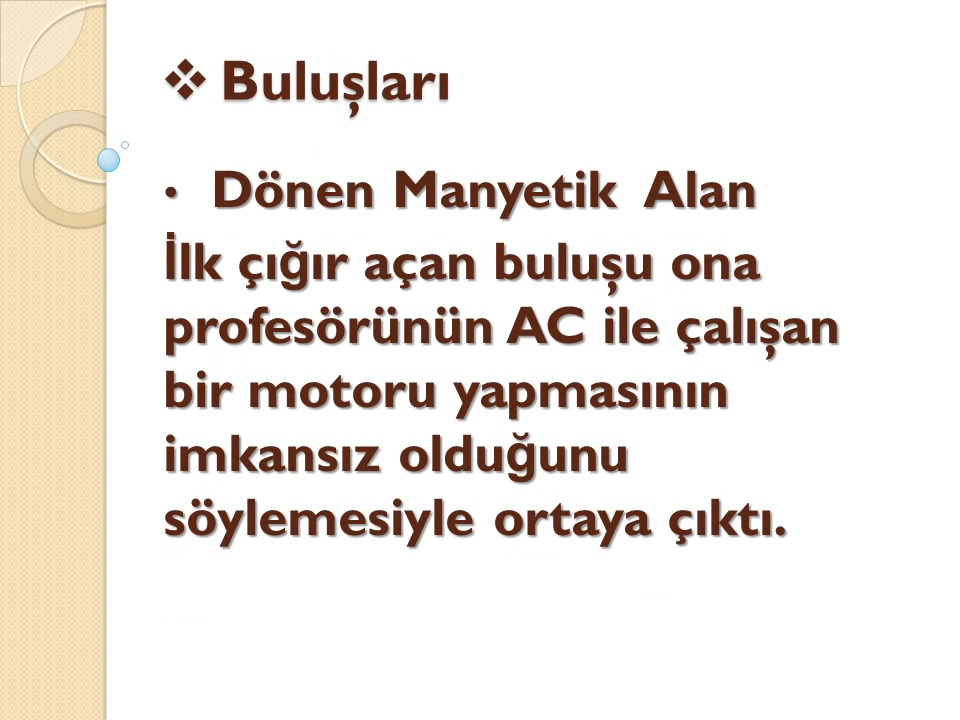 ❖ Buluşları
• Dönen Manyetik Alan
İlk çığır açan buluşu ona
profesörünün AC ile çalışan
bir motoru yapmasının
imkansız olduğunu
söylemesiyle ortaya çıktı.